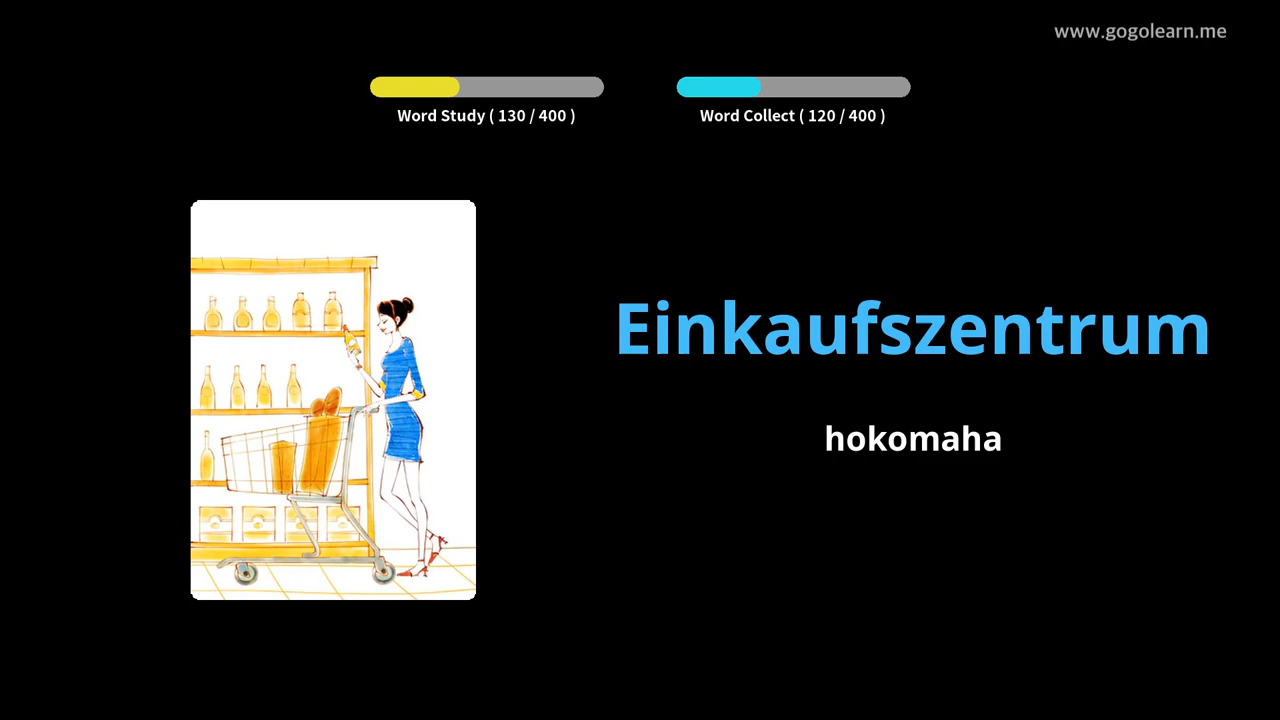 www.gogolearn.me
Word Study ( 130 / 400 )
Word Collect ( 120 / 400 )
Einkaufszentrum
hokomaha